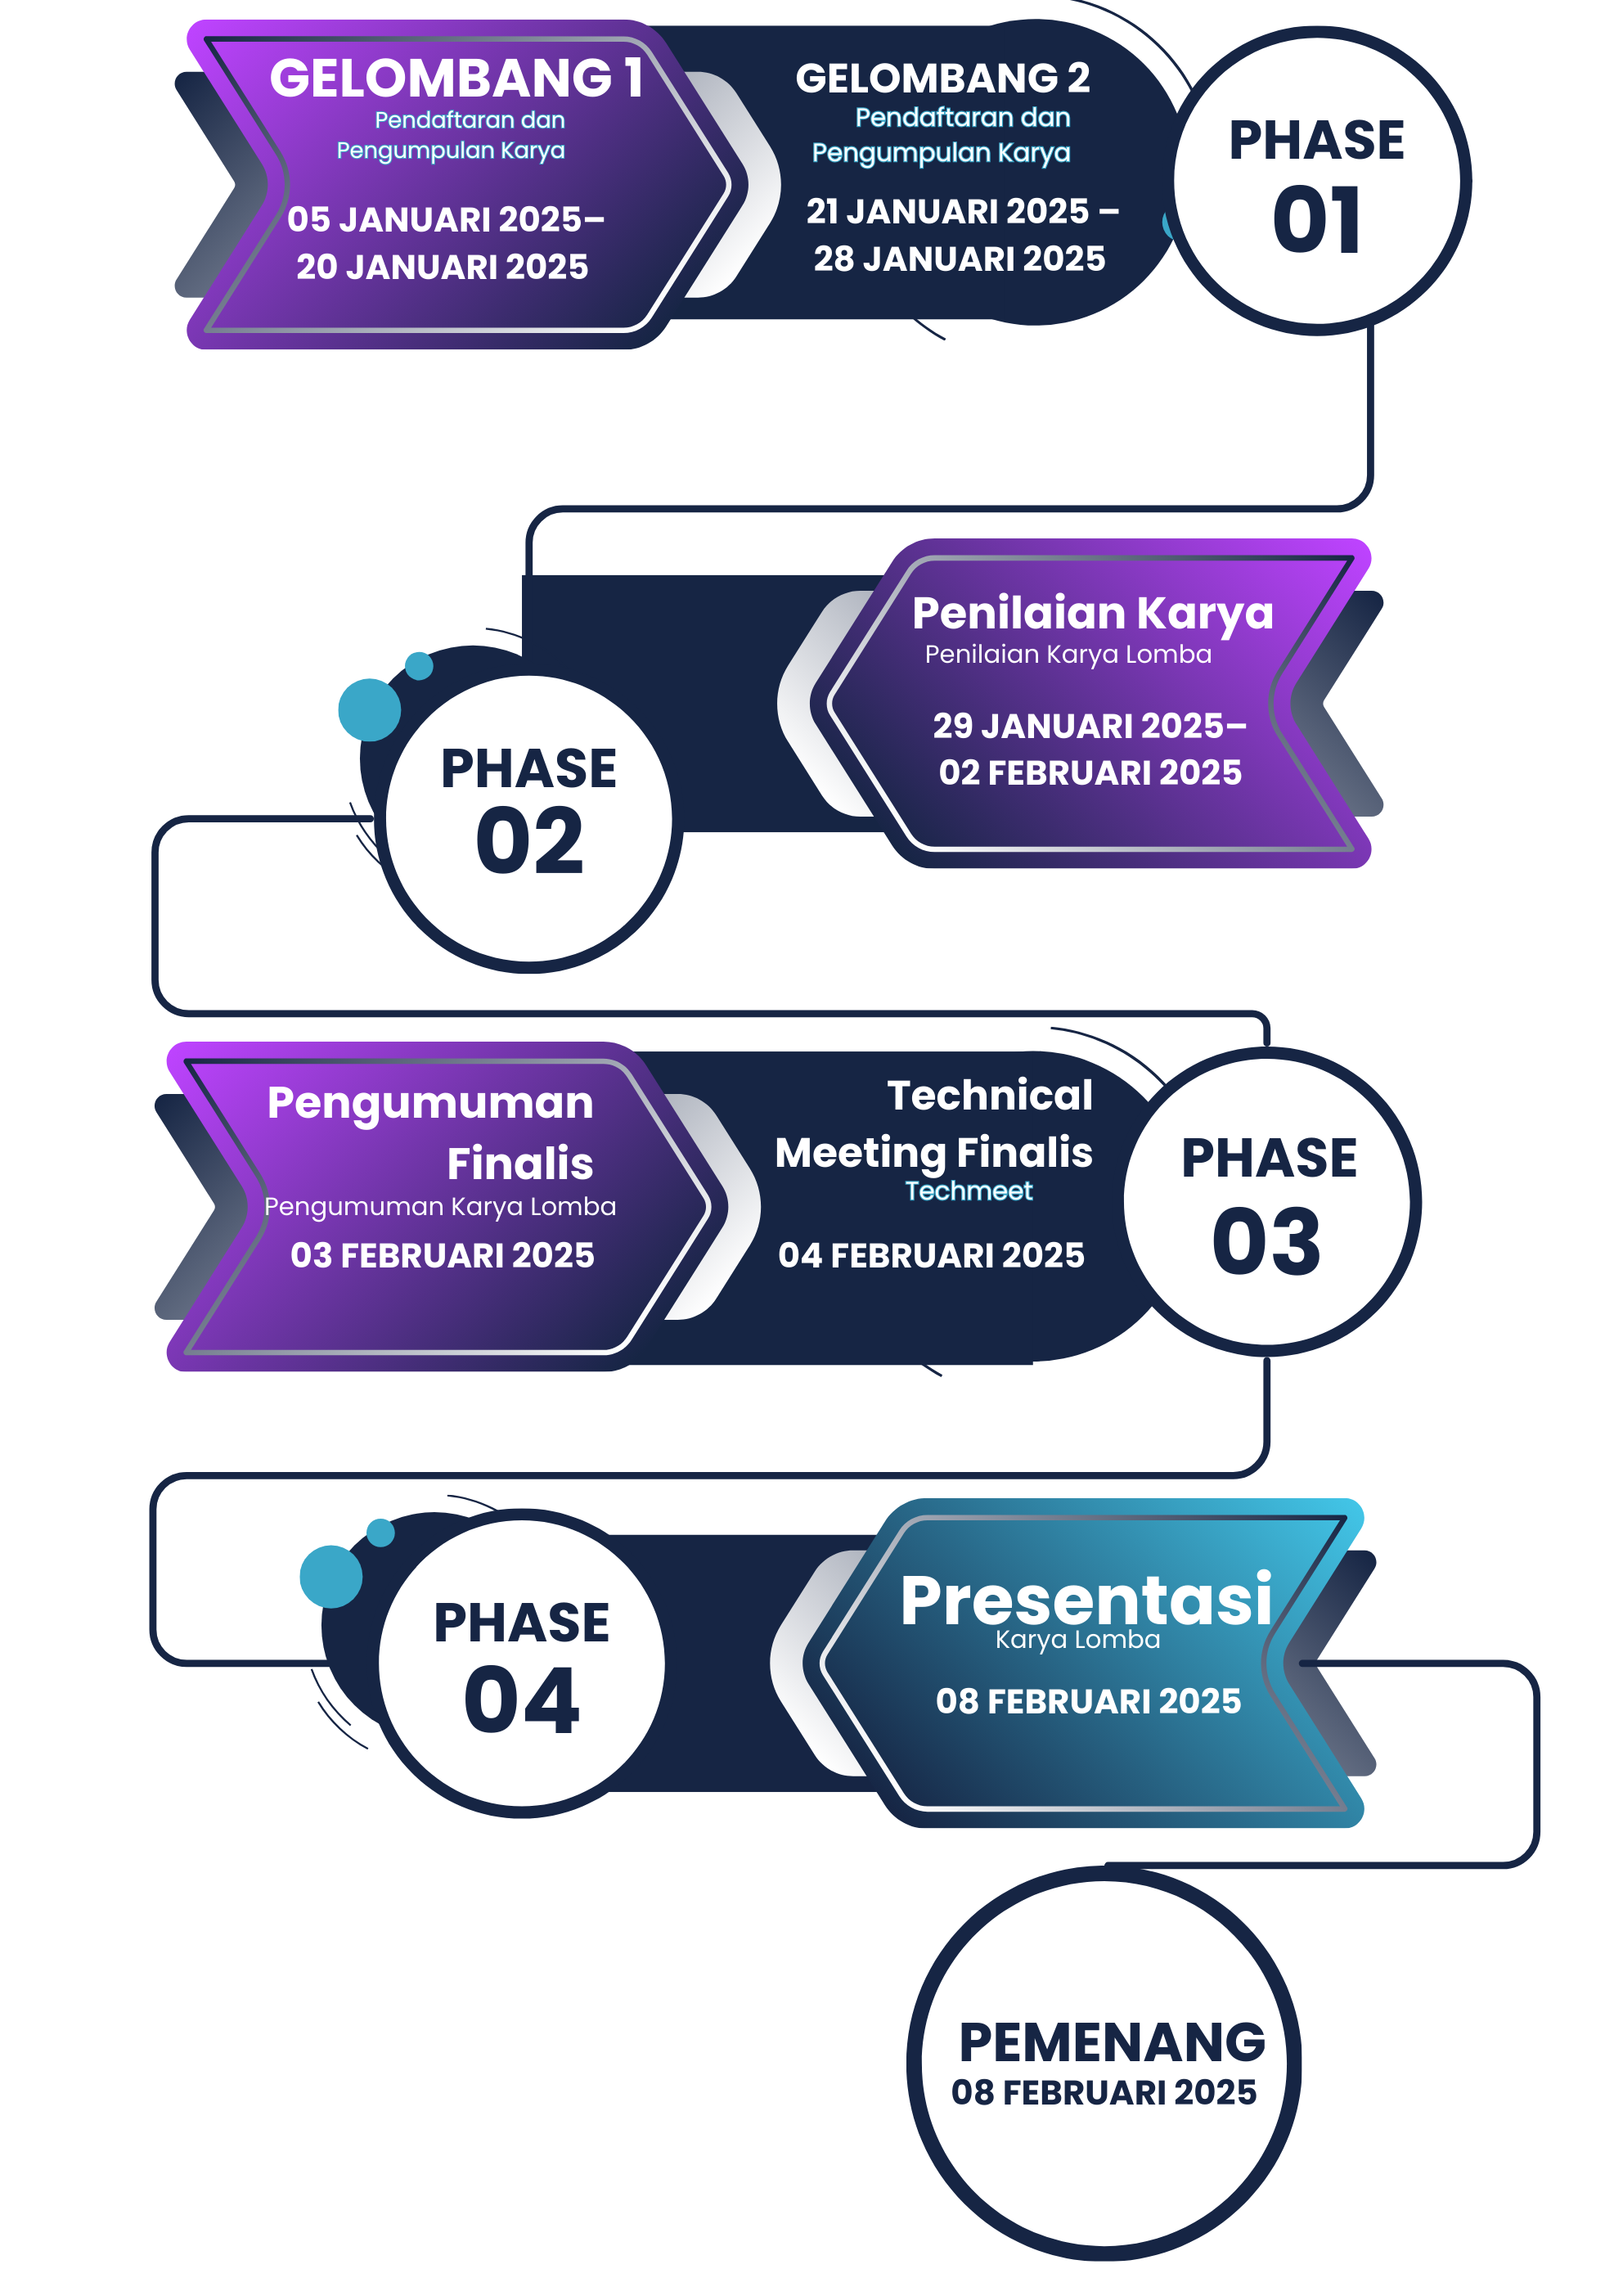 GELOMBANG 1
Pendaftaran dan
Pengumpulan Karya
05 JANUARI 2025–
20 JANUARI 2025
GELOMBANG 2
Pendaftaran dan
Pengumpulan Karya
21 JANUARI 2025 –
28 JANUARI 2025
PHASE
01
Penilaian Karya
Penilaian Karya Lomba
29 JANUARI 2025–
02 FEBRUARI 2025
PHASE
02
Pengumuman
Finalis
Pengumuman Karya Lomba
03 FEBRUARI 2025
Technical
Meeting Finalis
Techmeet
04 FEBRUARI 2025
PHASE
03
PHASE
04
Presentasi
Karya Lomba
08 FEBRUARI 2025
PEMENANG
08 FEBRUARI 2025